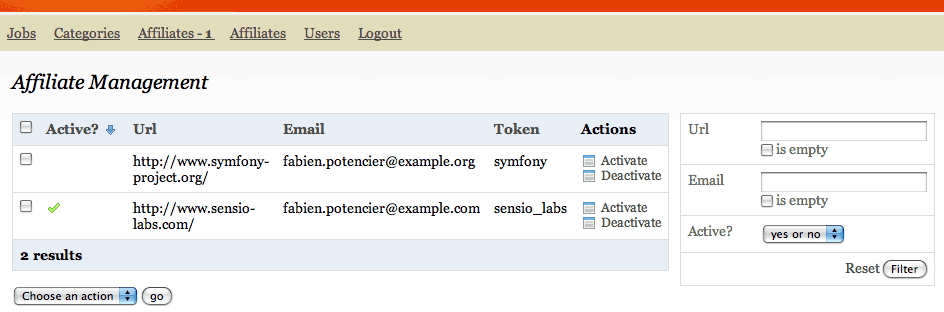 Jobs Categories Affiliates - 1 Affiliates Users Logout
Affiliate Management
Active? Url Email Token Actions
http://www.symfony- fabien.potencier@example.org symfony Activate
project.org/ Deactivate
http://www.sensio- fabien.potencier@example.com sensio_labs Activate
labs.com/ Deactivate
2 results
Choose an action go
Url
is empty
Email
is empty
Active? yes or no
Reset Filter